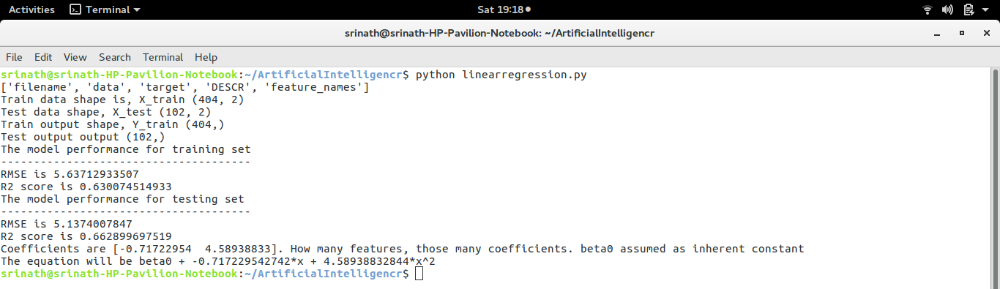 Activities Terminal Sat 19:18
srinath@srinath-HP-Pavilion-Notebook: ~/ArtificialIntelligencr
File Edit View Search Terminal Help
srinath@srinath-HP-Pavilion-Notebook:~/ArtificialIntelligencr$ python linearregression.py
['filename', 'data', 'target', 'DESCR', 'feature_names']
Train data shape is, X_train (404, 2)
Test data shape, X_test (102, 2)
Train output shape, Y_train (404,)
Test output output (102,)
The model performance for training set
--------------------------------------
RMSE is 5.63712933507
R2 score is 0.630074514933
The model performance for testing set
--------------------------------------
RMSE is 5.1374007847
R2 score is 0.662899697519
Coefficients are [-0.71722954  4.58938833]. How many features, those many coefficients. beta0 assumed as inherent constant
The equation will be beta0 + -0.717229542742*x + 4.58938832844*x^2
srinath@srinath-HP-Pavilion-Notebook:~/ArtificialIntelligencr$